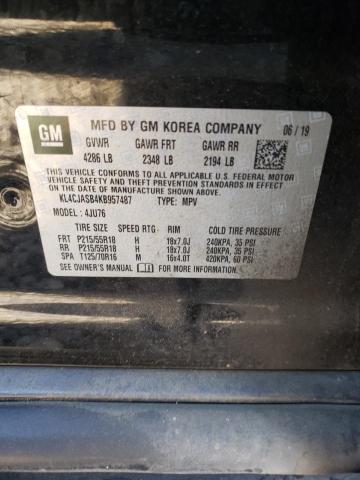 GM
MFD BY GM KOREA COMPANY
06 / 19
GVWR GAWR FRT GAWR RR
4286 LB 2348 LB 2194 LB
THIS VEHICLE CONFORMS TO ALL APPLICABLE U.S. FEDERAL MOTOR
VEHICLE SAFETY AND THEFT PREVENTION STANDARDS IN EFFECT ON THE
DATE OF MANUFACTURE SHOWN ABOVE.
KL4CJASB4KB957487 TYPE: MPV
MODEL: 4JU76
TIRE SIZE SPEED RTG RIM COLD TIRE PRESSURE
FRT P215/55R18 H 18x7.0J 240KPA, 35 PSI
RR P215/55R18 H 18x7.0J 240KPA, 35 PSI
SPA T125/70R16 M 16x4.0T 420KPA, 60 PSI
SEE OWNER'S MANUAL FOR ADDITIONAL INFORMATION